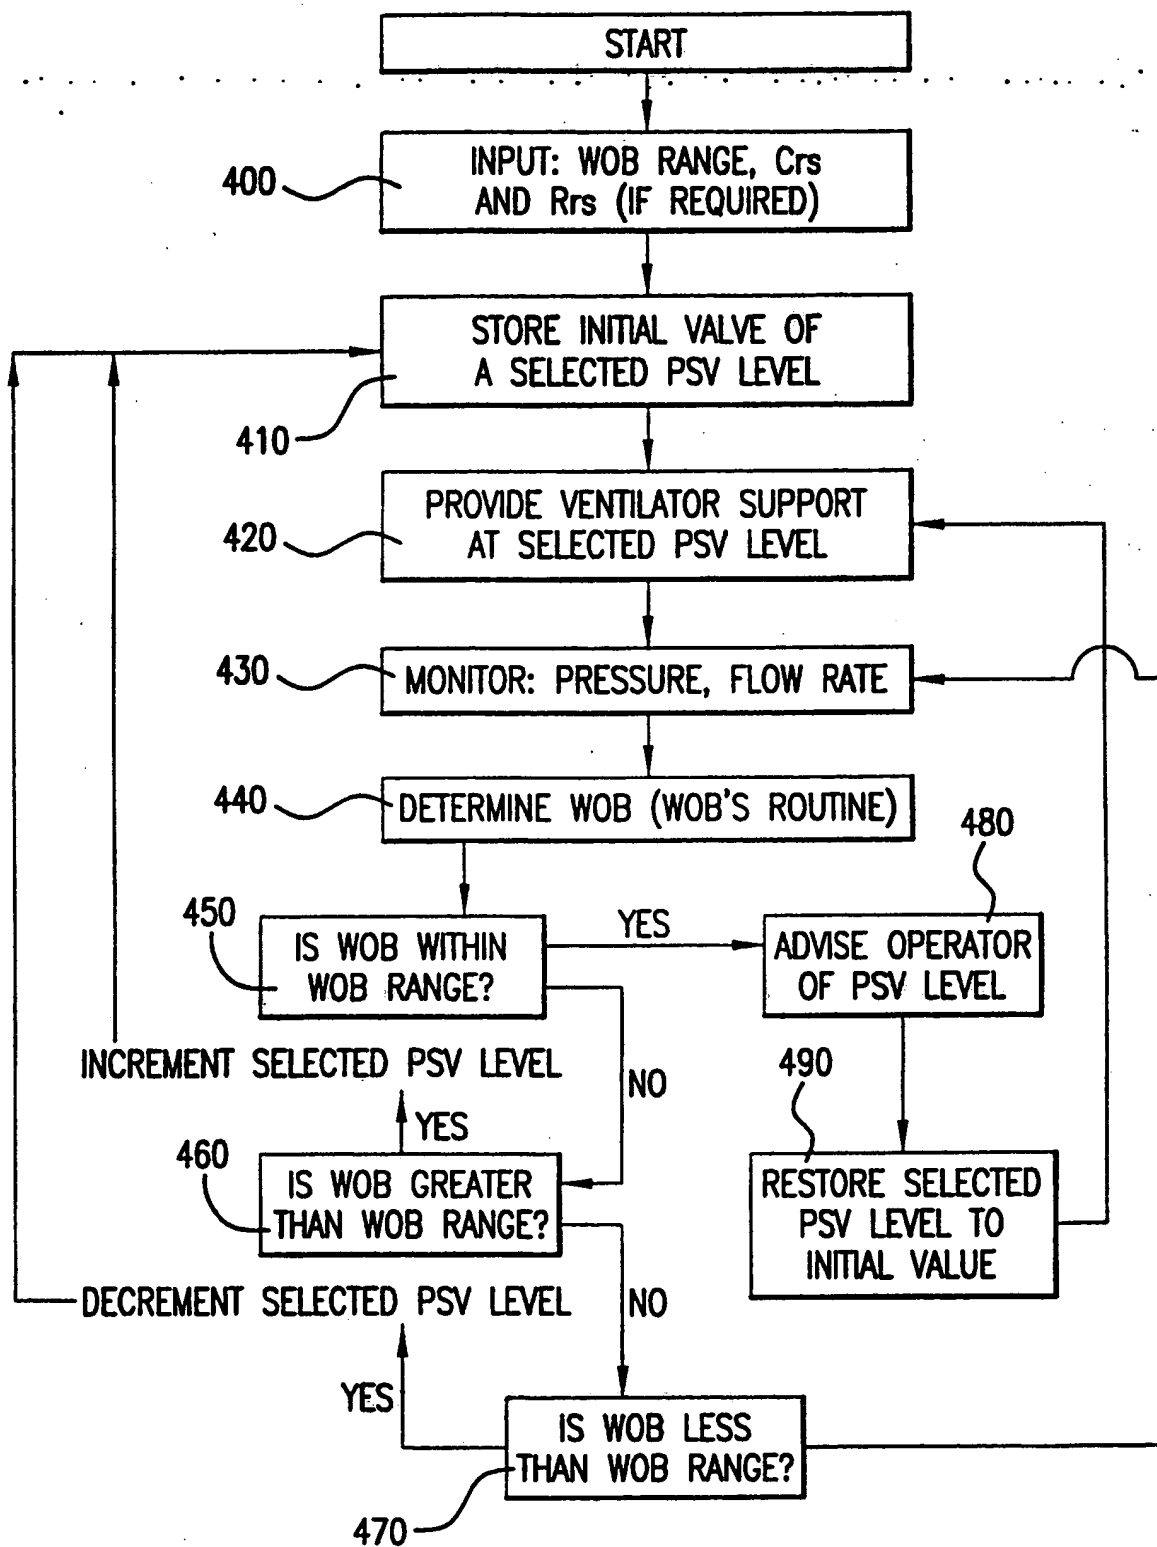 START
400
INPUT: WOB RANGE, Crs
AND Rrs (IF REQUIRED)
STORE INITIAL VALVE OF
A SELECTED PSV LEVEL
410
PROVIDE VENTILATOR SUPPORT
AT SELECTED PSV LEVEL
420
430
MONITOR: PRESSURE, FLOW RATE
440
DETERMINE WOB (WOB'S ROUTINE)
480
450
IS WOB WITHIN
WOB RANGE?
YES
ADVISE OPERATOR
OF PSV LEVEL
INCREMENT SELECTED PSV LEVEL
NO
490
YES
460
IS WOB GREATER
THAN WOB RANGE?
RESTORE SELECTED
PSV LEVEL TO
INITIAL VALUE
DECREMENT SELECTED PSV LEVEL
NO
YES
IS WOB LESS
THAN WOB RANGE?
470